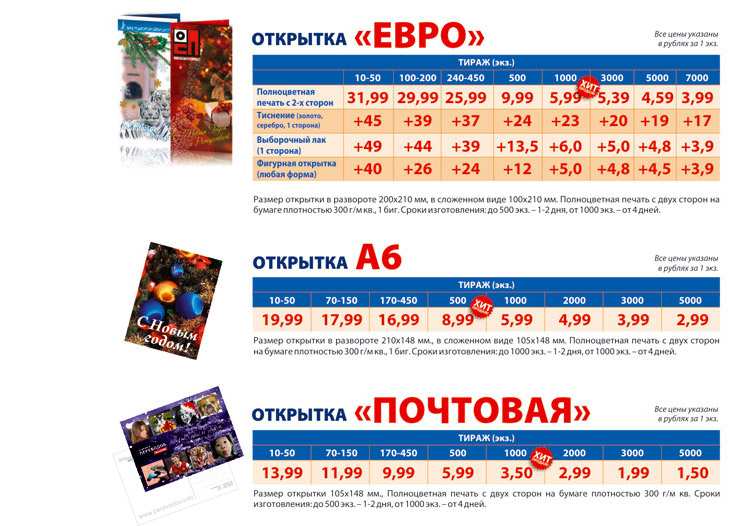 ОТКРЫТКА «ЕВРО»
Все цены указаны
в рублях за 1 экз.
ТИРАЖ (экз.)
10-50 100-200 240-450 500 1000 3000 5000 7000
ХИТ
Полноцветная
печать с 2-х сторон 31,99 29,99 25,99 9,99 5,99 5,39 4,59 3,99
Тиснение (золото,
серебро, 1 сторона) +45 +39 +37 +24 +23 +20 +19 +17
Выборочный лак
(1 сторона) +49 +44 +39 +13,5 +6,0 +5,0 +4,8 +3,9
Фигурная открытка
(любая форма) +40 +26 +24 +12 +5,0 +4,8 +4,5 +3,9
Размер открытки в развороте 200х210 мм, в сложенном виде 100х210 мм. Полноцветная печать с двух сторон на
бумаге плотностью 300 г/м кв., 1 биг. Сроки изготовления: до 500 экз. – 1-2 дня, от 1000 экз. – от 4 дней.
С Новым
годом!
ОТКРЫТКА А6
Все цены указаны
в рублях за 1 экз.
ТИРАЖ (экз.)
10-50 70-150 170-450 500 1000 2000 3000 5000
ХИТ
19,99 17,99 16,99 8,99 5,99 4,99 3,99 2,99
Размер открытки в развороте 210х148 мм., в сложенном виде 105х148 мм. Полноцветная печать с двух сторон
на бумаге плотностью 300 г/м кв., 1 биг. Сроки изготовления: до 1000 экз. – 1-2 дня, от 1000 экз. – от 4 дней.
ОТКРЫТКА «ПОЧТОВАЯ»
Все цены указаны
в рублях за 1 экз.
ТИРАЖ (экз.)
10-50 70-150 170-450 500 1000 2000 3000 5000
ХИТ
13,99 11,99 9,99 5,99 3,50 2,99 1,99 1,50
Размер открытки 105х148 мм., Полноцветная печать с двух сторон на бумаге плотностью 300 г/м кв. Сроки
изготовления: до 500 экз. – 1-2 дня, от 1000 экз. – от 4 дней.